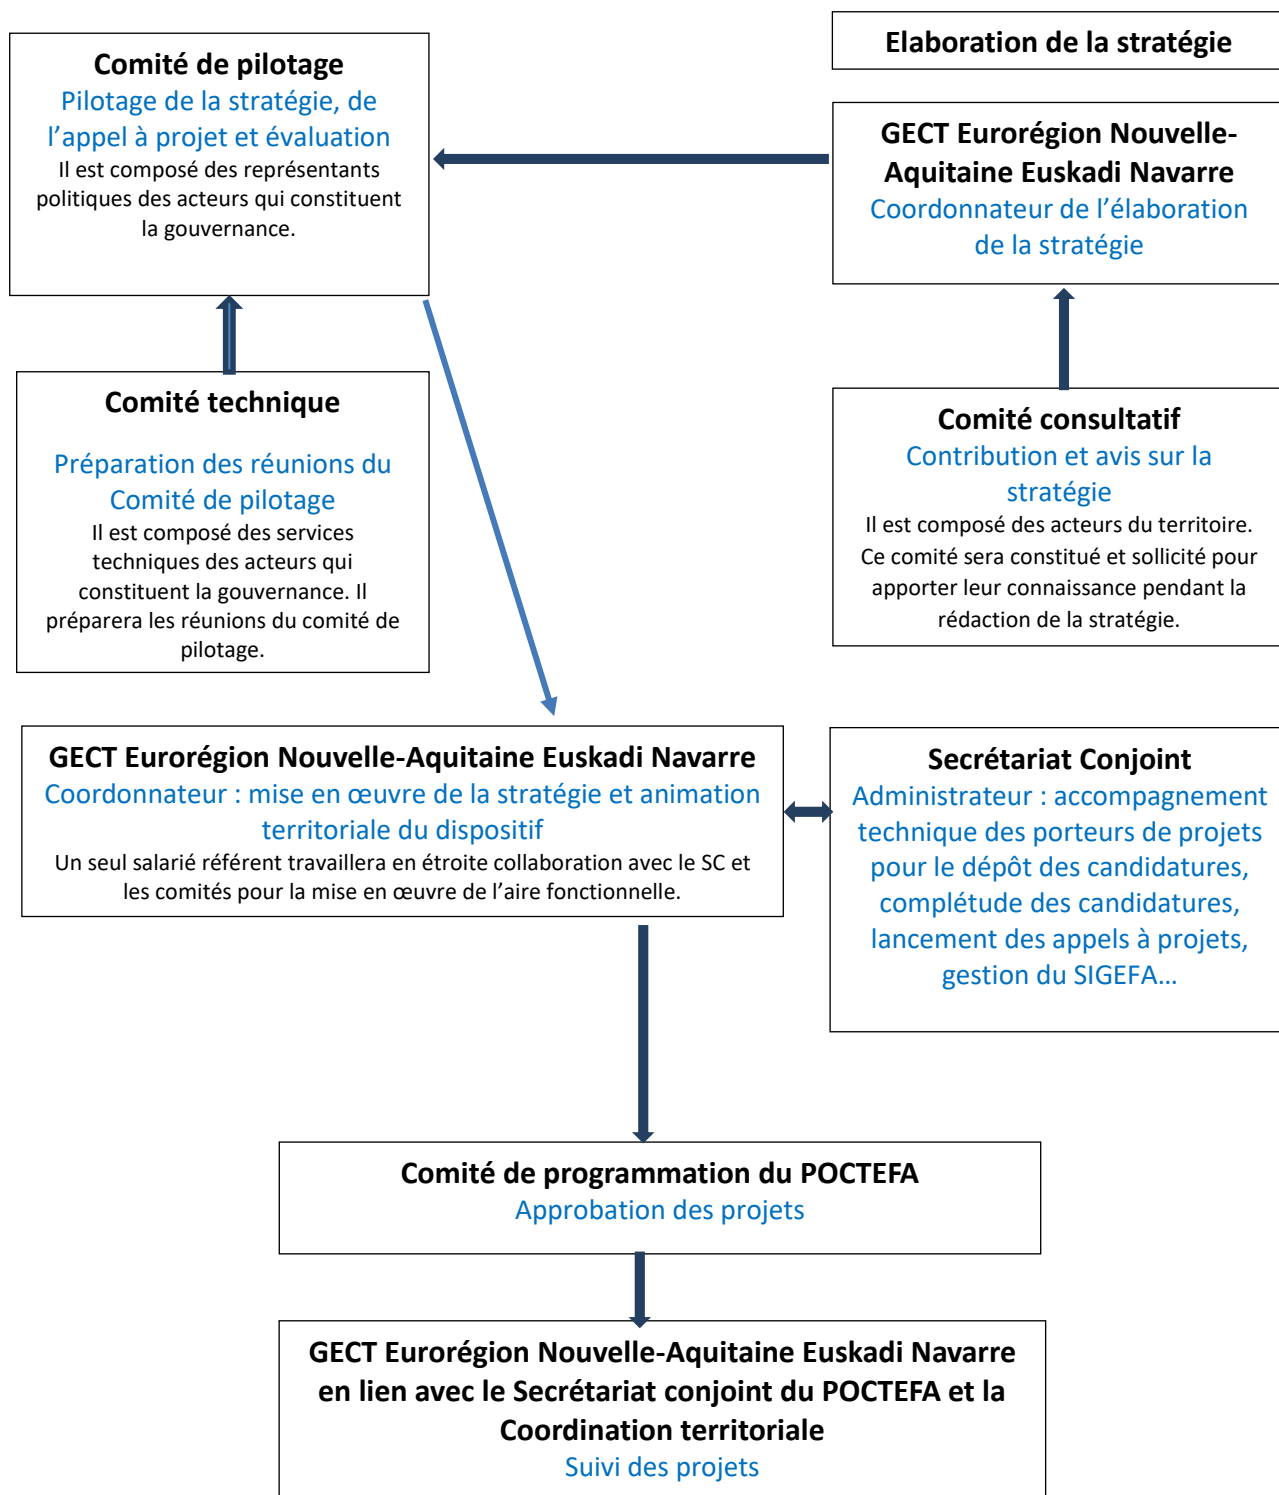 Comité de pilotage
Pilotage de la stratégie, de
l’appel à projet et évaluation
Il est composé des représentants
politiques des acteurs qui constituent
la gouvernance.
Elaboration de la stratégie
GECT Eurorégion Nouvelle-
Aquitaine Euskadi Navarre
Coordonnateur de l’élaboration
de la stratégie
Comité technique
Préparation des réunions du
Comité de pilotage
Il est composé des services
techniques des acteurs qui
constituent la gouvernance. Il
préparera les réunions du comité de
pilotage.
Comité consultatif
Contribution et avis sur la
stratégie
Il est composé des acteurs du territoire.
Ce comité sera constitué et sollicité pour
apporter leur connaissance pendant la
rédaction de la stratégie.
GECT Eurorégion Nouvelle-Aquitaine Euskadi Navarre
Coordonnateur : mise en œuvre de la stratégie et animation
territoriale du dispositif
Un seul salarié référent travaillera en étroite collaboration avec le SC et
les comités pour la mise en œuvre de l’aire fonctionnelle.
Secrétariat Conjoint
Administrateur : accompagnement
technique des porteurs de projets
pour le dépôt des candidatures,
complétude des candidatures,
lancement des appels à projets,
gestion du SIGEFA…
Comité de programmation du POCTEFA
Approbation des projets
GECT Eurorégion Nouvelle-Aquitaine Euskadi Navarre
en lien avec le Secrétariat conjoint du POCTEFA et la
Coordination territoriale
Suivi des projets